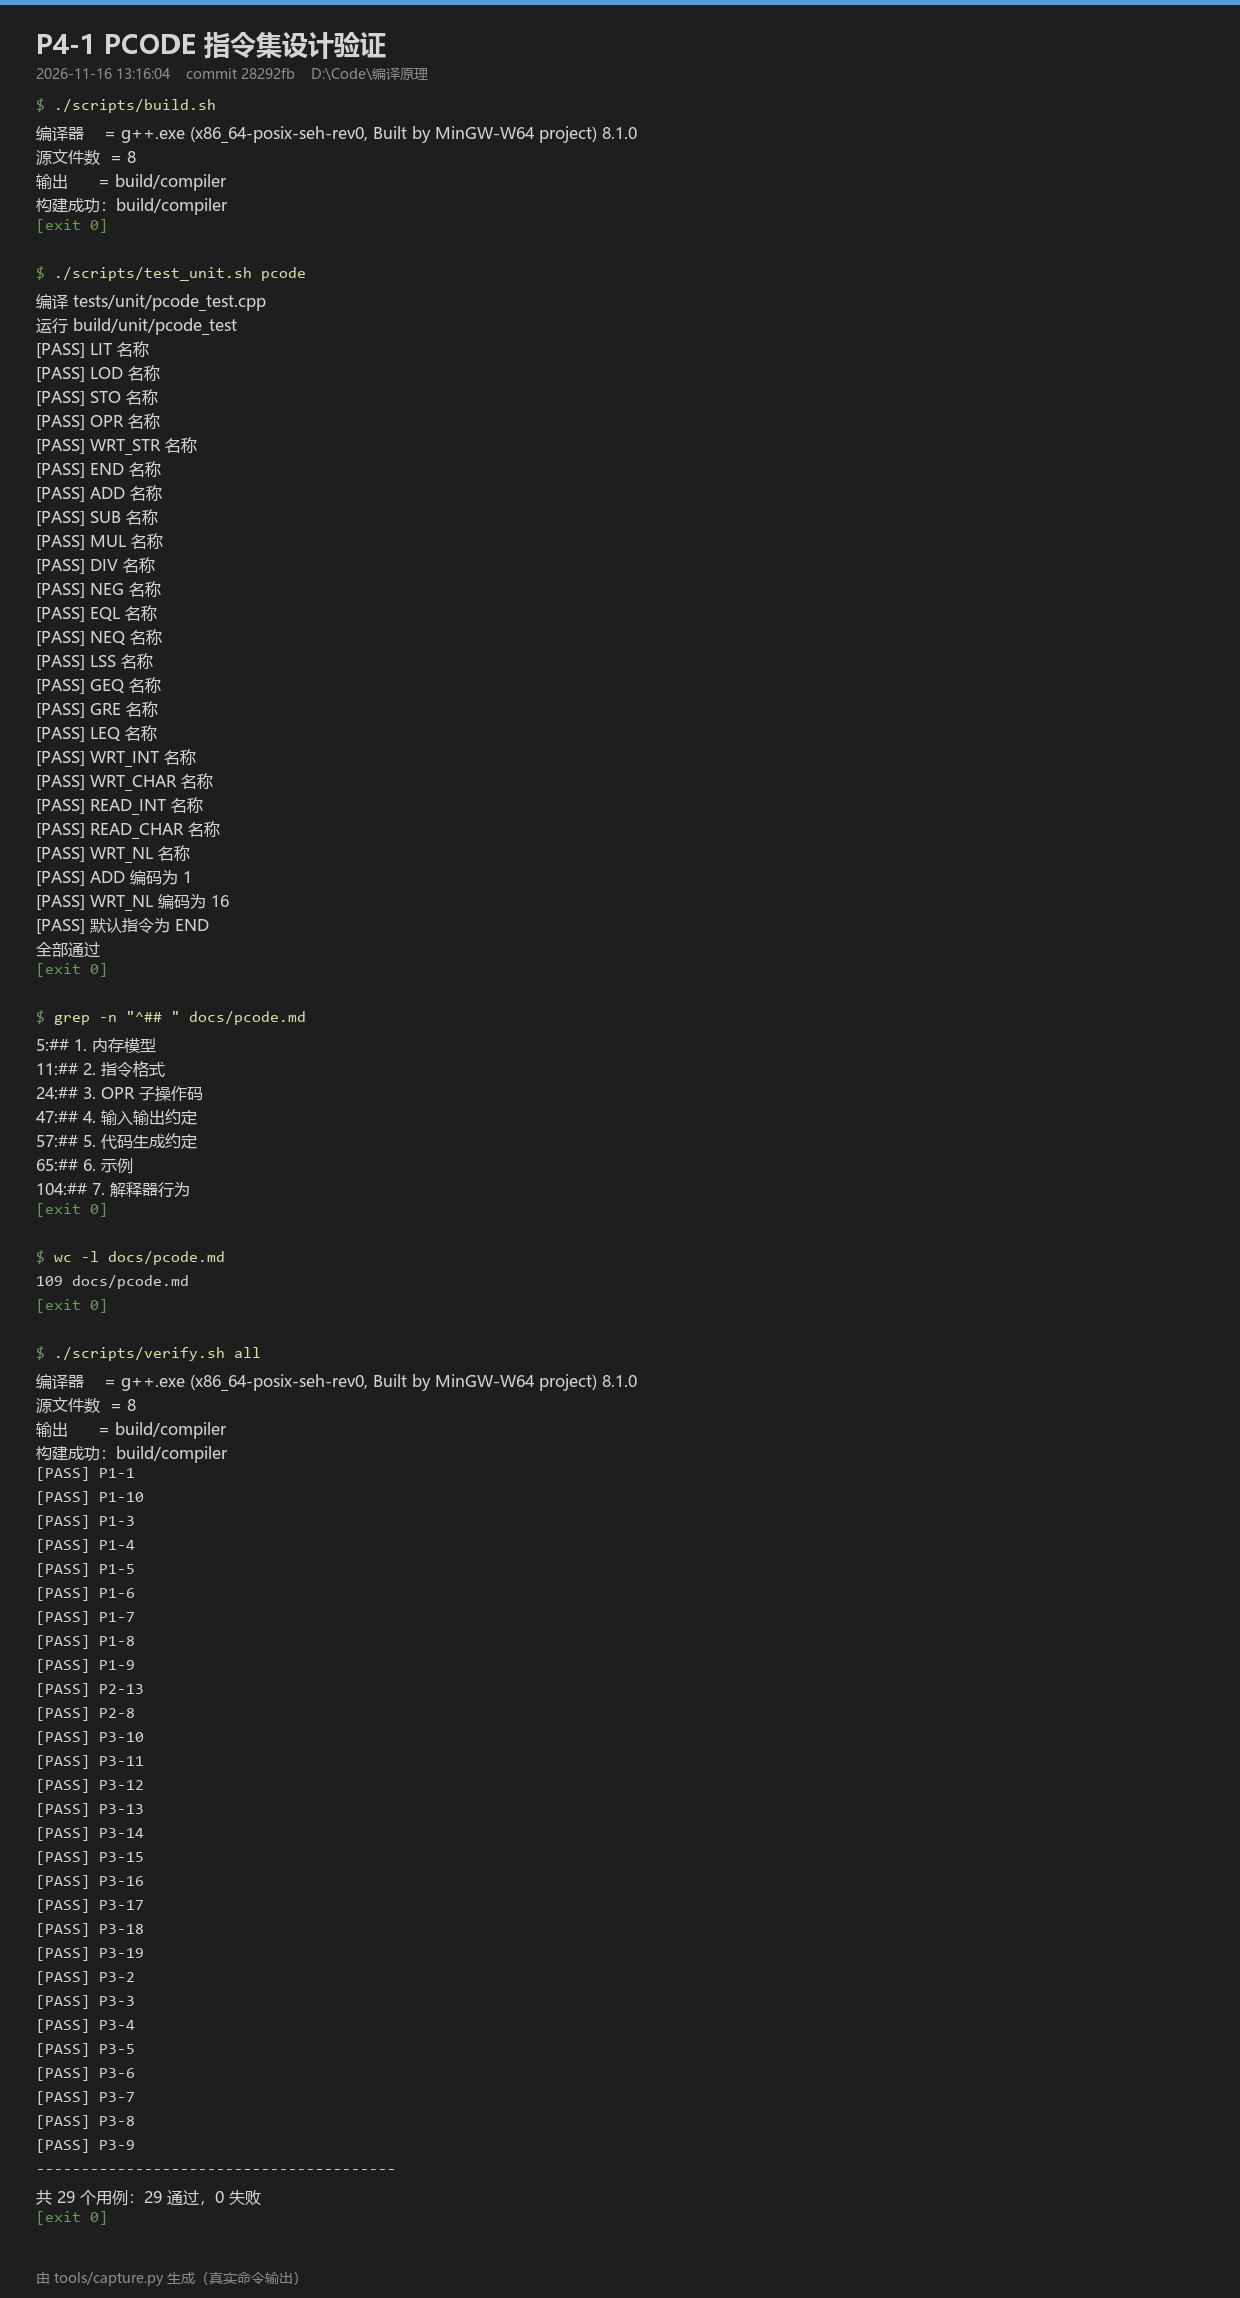 P4-1 PCODE 指令集设计验证
2026-11-16 13:16:04    commit 28292fb    D:\Code\编译原理
$ ./scripts/build.sh
编译器    = g++.exe (x86_64-posix-seh-rev0, Built by MinGW-W64 project) 8.1.0
源文件数  = 8
输出      = build/compiler
构建成功：build/compiler
[exit 0]
$ ./scripts/test_unit.sh pcode
编译 tests/unit/pcode_test.cpp
运行 build/unit/pcode_test
[PASS] LIT 名称
[PASS] LOD 名称
[PASS] STO 名称
[PASS] OPR 名称
[PASS] WRT_STR 名称
[PASS] END 名称
[PASS] ADD 名称
[PASS] SUB 名称
[PASS] MUL 名称
[PASS] DIV 名称
[PASS] NEG 名称
[PASS] EQL 名称
[PASS] NEQ 名称
[PASS] LSS 名称
[PASS] GEQ 名称
[PASS] GRE 名称
[PASS] LEQ 名称
[PASS] WRT_INT 名称
[PASS] WRT_CHAR 名称
[PASS] READ_INT 名称
[PASS] READ_CHAR 名称
[PASS] WRT_NL 名称
[PASS] ADD 编码为 1
[PASS] WRT_NL 编码为 16
[PASS] 默认指令为 END
全部通过
[exit 0]
$ grep -n "^## " docs/pcode.md
5:## 1. 内存模型
11:## 2. 指令格式
24:## 3. OPR 子操作码
47:## 4. 输入输出约定
57:## 5. 代码生成约定
65:## 6. 示例
104:## 7. 解释器行为
[exit 0]
$ wc -l docs/pcode.md
109 docs/pcode.md
[exit 0]
$ ./scripts/verify.sh all
编译器    = g++.exe (x86_64-posix-seh-rev0, Built by MinGW-W64 project) 8.1.0
源文件数  = 8
输出      = build/compiler
构建成功：build/compiler
[PASS] P1-1
[PASS] P1-10
[PASS] P1-3
[PASS] P1-4
[PASS] P1-5
[PASS] P1-6
[PASS] P1-7
[PASS] P1-8
[PASS] P1-9
[PASS] P2-13
[PASS] P2-8
[PASS] P3-10
[PASS] P3-11
[PASS] P3-12
[PASS] P3-13
[PASS] P3-14
[PASS] P3-15
[PASS] P3-16
[PASS] P3-17
[PASS] P3-18
[PASS] P3-19
[PASS] P3-2
[PASS] P3-3
[PASS] P3-4
[PASS] P3-5
[PASS] P3-6
[PASS] P3-7
[PASS] P3-8
[PASS] P3-9
----------------------------------------
共 29 个用例：29 通过，0 失败
[exit 0]
由 tools/capture.py 生成（真实命令输出）